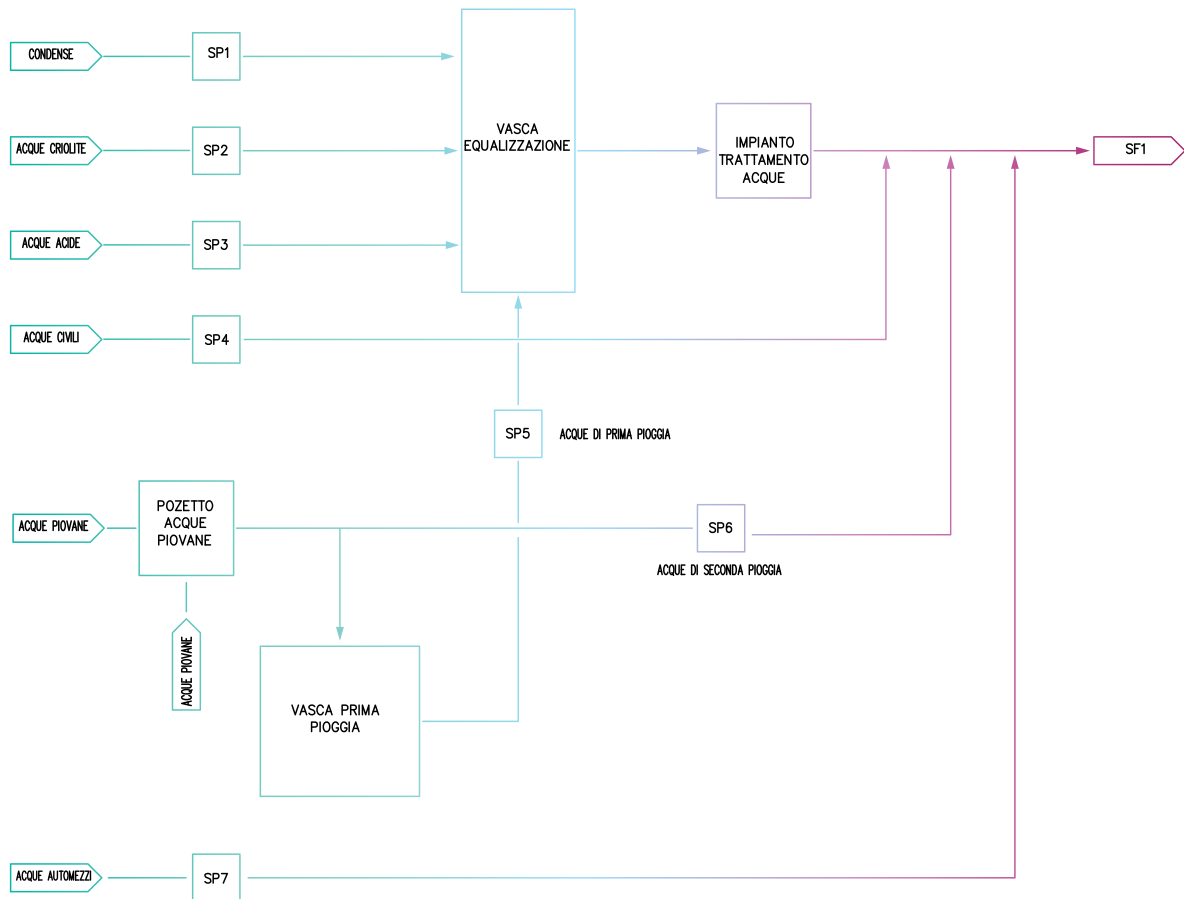 CONDENSE
SP1
ACQUE CRIOLITE
SP2
VASCA
EQUALIZZAZIONE
IMPIANTO
TRATTAMENTO
ACQUE
SF1
ACQUE ACIDE
SP3
ACQUE CIVILI
SP4
SP5
ACQUE DI PRIMA PIOGGIA
ACQUE PIOVANE
POZETTO
ACQUE
PIOVANE
SP6
ACQUE DI SECONDA PIOGGIA
ACQUE PIOVANE
VASCA PRIMA
PIOGGIA
ACQUE AUTOMEZZI
SP7